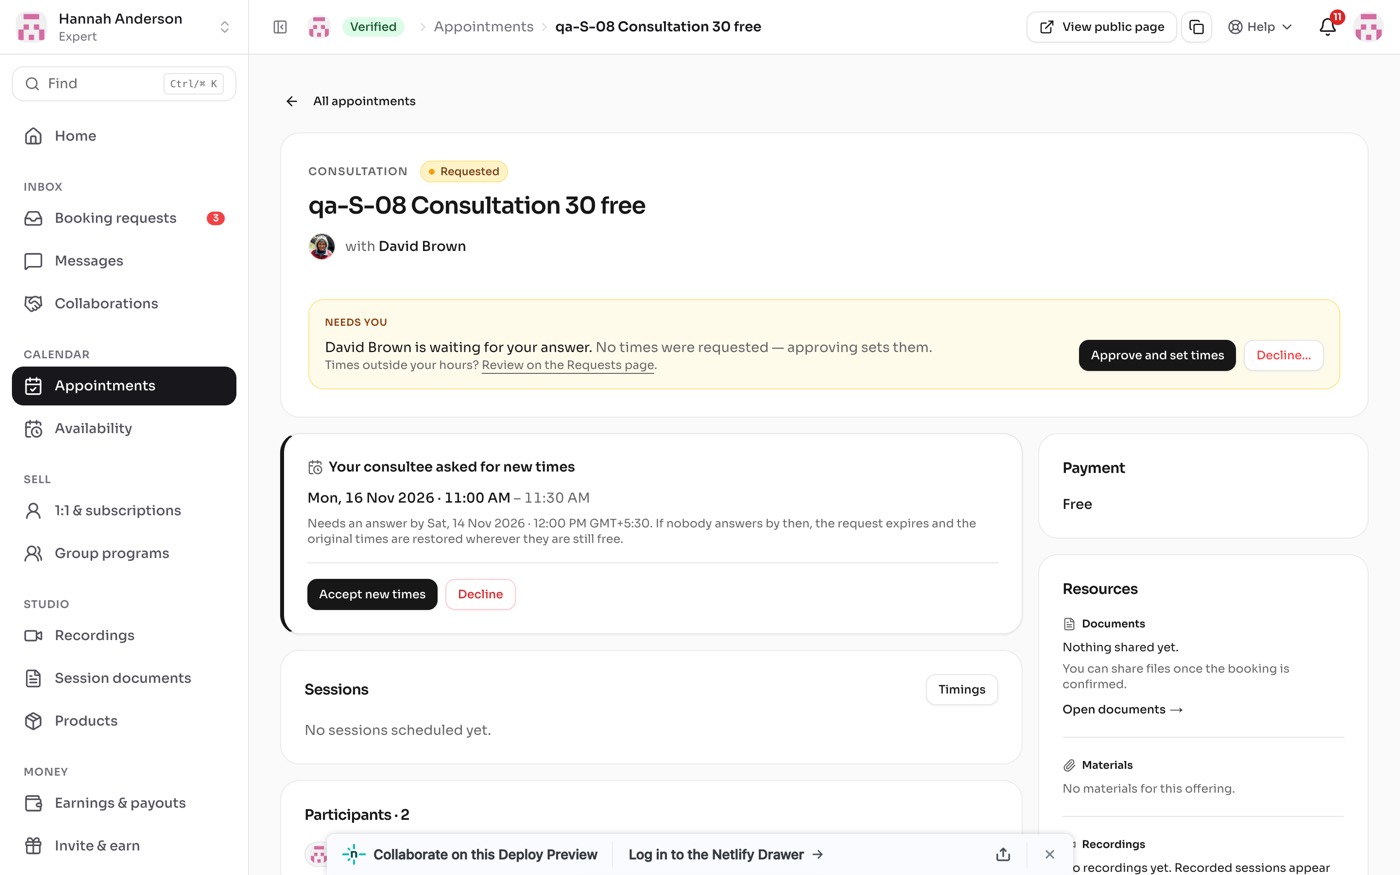 Hannah Anderson
Expert
Find
Ctrl/⌘ K
Home
INBOX
Booking requests
3
Messages
Collaborations
CALENDAR
Appointments
Availability
SELL
1:1 & subscriptions
Group programs
STUDIO
Recordings
Session documents
Products
MONEY
Earnings & payouts
Invite & earn
Verified
Appointments
qa-S-08 Consultation 30 free
View public page
Help
11
All appointments
CONSULTATION
Requested
qa-S-08 Consultation 30 free
with David Brown
NEEDS YOU
David Brown is waiting for your answer. No times were requested — approving sets them.
Times outside your hours? Review on the Requests page.
Approve and set times
Decline...
Your consultee asked for new times
Mon, 16 Nov 2026 · 11:00 AM – 11:30 AM
Needs an answer by Sat, 14 Nov 2026 · 12:00 PM GMT+5:30. If nobody answers by then, the request expires and the
original times are restored wherever they are still free.
Accept new times
Decline
Sessions
Timings
No sessions scheduled yet.
Participants · 2
Payment
Free
Resources
Documents
Nothing shared yet.
You can share files once the booking is
confirmed.
Open documents →
Materials
No materials for this offering.
Recordings
o recordings yet. Recorded sessions appear
Collaborate on this Deploy Preview
Log in to the Netlify Drawer →